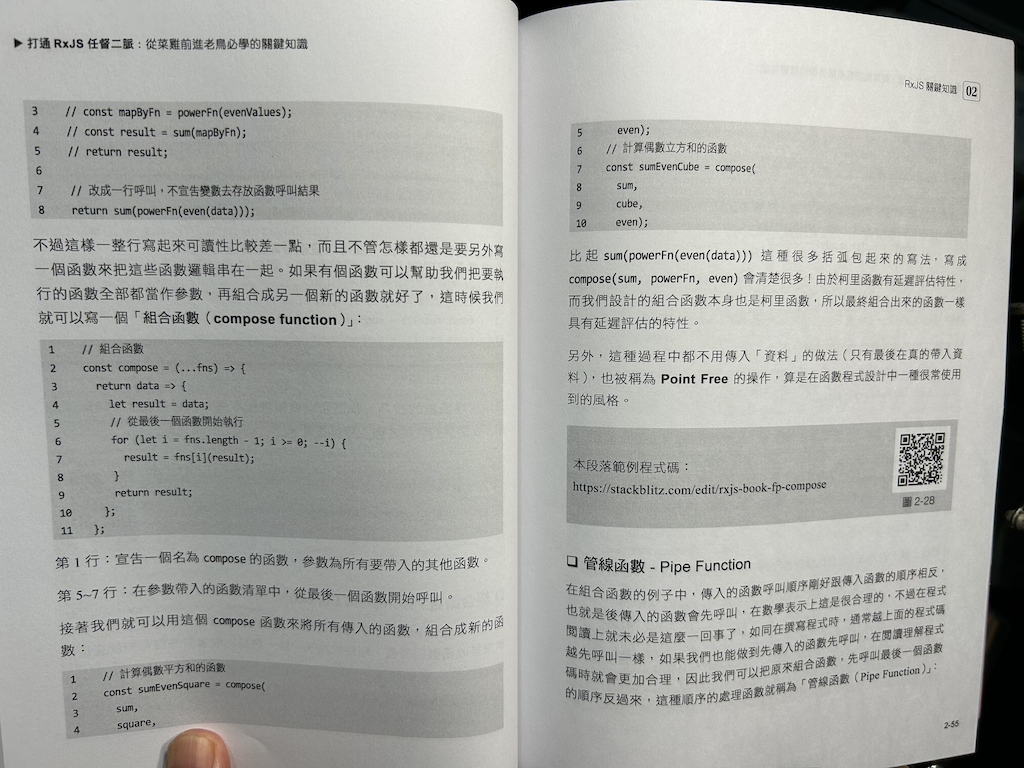 ▶ 打通 RxJS 任督二脈：從菜雞前進老鳥必學的關鍵知識
3 // const mapByFn = powerFn(evenValues);
4 // const result = sum(mapByFn);
5 // return result;
6
7 // 改成一行呼叫，不宣告變數去存放函數呼叫結果
8 return sum(powerFn(even(data)));
不過這樣一整行寫起來可讀性比較差一點，而且不管怎樣都還是要另外寫
一個函數來把這些函數邏輯串在一起。如果有個函數可以幫助我們把要執
行的函數全部都當作參數，再組合成另一個新的函數就好了，這時候我們
就可以寫一個「組合函數（compose function）」：
1 // 組合函數
2 const compose = (...fns) => {
3 return data => {
4 let result = data;
5 // 從最後一個函數開始執行
6 for (let i = fns.length - 1; i >= 0; --i) {
7 result = fns[i](result);
8 }
9 return result;
10 };
11 };
第 1 行：宣告一個名為 compose 的函數，參數為所有要帶入的其他函數。
第 5~7 行：在參數帶入的函數清單中，從最後一個函數開始呼叫。
接著我們就可以用這個 compose 函數來將所有傳入的函數，組合成新的函
數：
1 // 計算偶數平方和的函數
2 const sumEvenSquare = compose(
3 sum,
4 square,
RxJS 關鍵知識 02
5 even);
6 // 計算偶數立方和的函數
7 const sumEvenCube = compose(
8 sum,
9 cube,
10 even);
比起 sum(powerFn(even(data))) 這種很多括弧包起來的寫法，寫成
compose(sum, powerFn, even) 會清楚很多！由於柯里函數有延遲評估特性，
而我們設計的組合函數本身也是柯里函數，所以最終組合出來的函數一樣
具有延遲評估的特性。
另外，這種過程中都不用傳入「資料」的做法（只有最後在真的帶入資
料），也被稱為 Point Free 的操作，算是在函數程式設計中一種很常使用
到的風格。
本段落範例程式碼：
https://stackblitz.com/edit/rxjs-book-fp-compose
圖 2-28
❏ 管線函數 - Pipe Function
在組合函數的例子中，傳入的函數呼叫順序剛好跟傳入函數的順序相反，
也就是後傳入的函數會先呼叫，在數學表示上這是很合理的，不過在程式
閱讀上就未必是這麼一回事了，如同在撰寫程式時，通常越上面的程式碼
越先呼叫一樣，如果我們也能做到先傳入的函數先呼叫，在閱讀理解程式
碼時就會更加合理，因此我們可以把原來組合函數，先呼叫最後一個函數
的順序反過來，這種順序的處理函數就稱為「管線函數（Pipe Function）」：
2-55